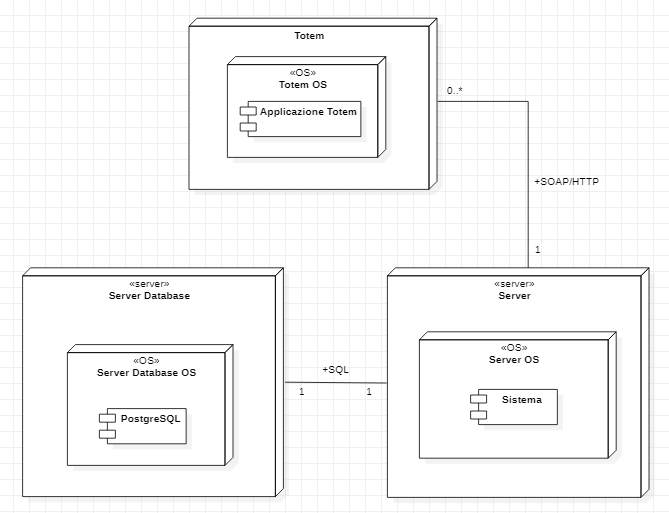 Totem
«OS»
Totem OS
Applicazione Totem
0..*
+SOAP/HTTP
1
«server»
Server Database
«OS»
Server Database OS
PostgreSQL
+SQL
1
1
«server»
Server
«OS»
Server OS
Sistema